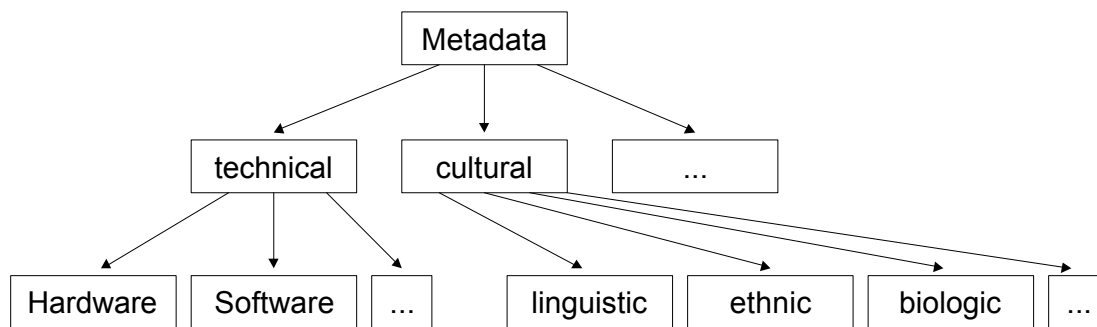 Metadata
technical cultural ...
Hardware Software ... linguistic ethnic biologic ...